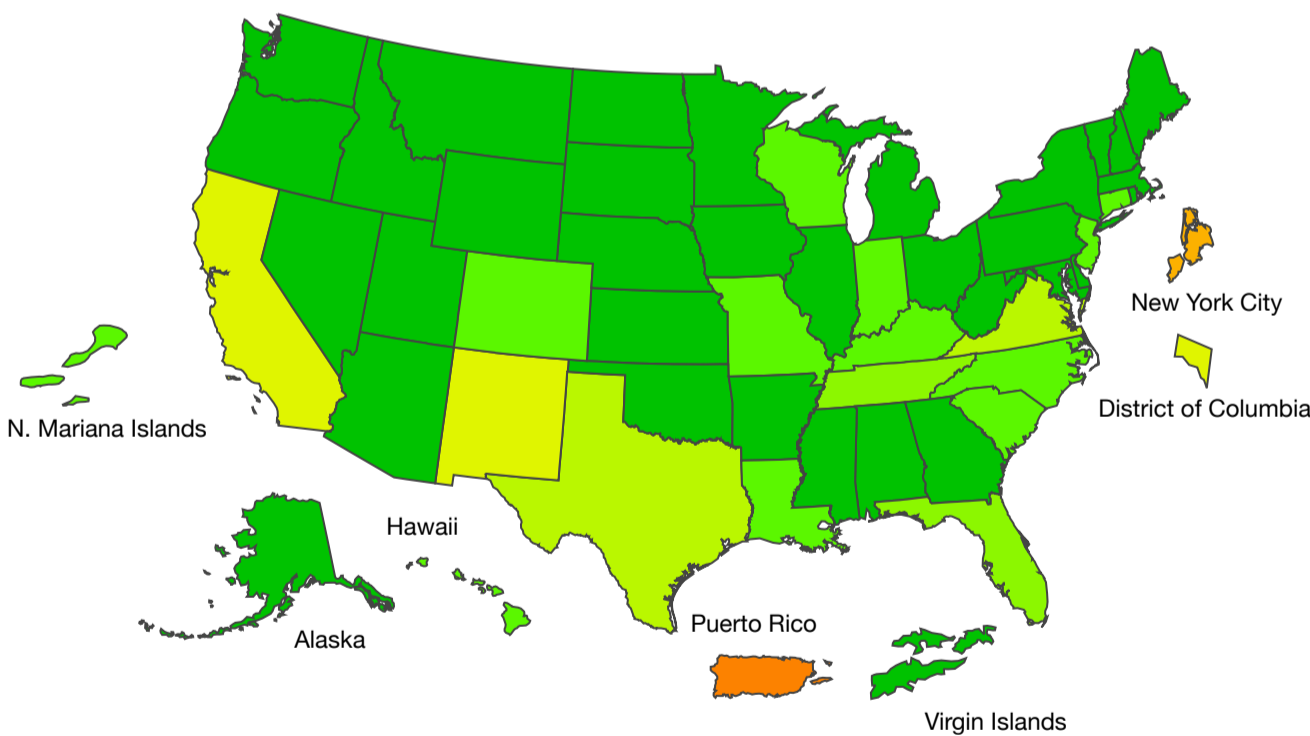 New York City
District of Columbia
N. Mariana Islands
Hawaii
Alaska
Puerto Rico
Virgin Islands